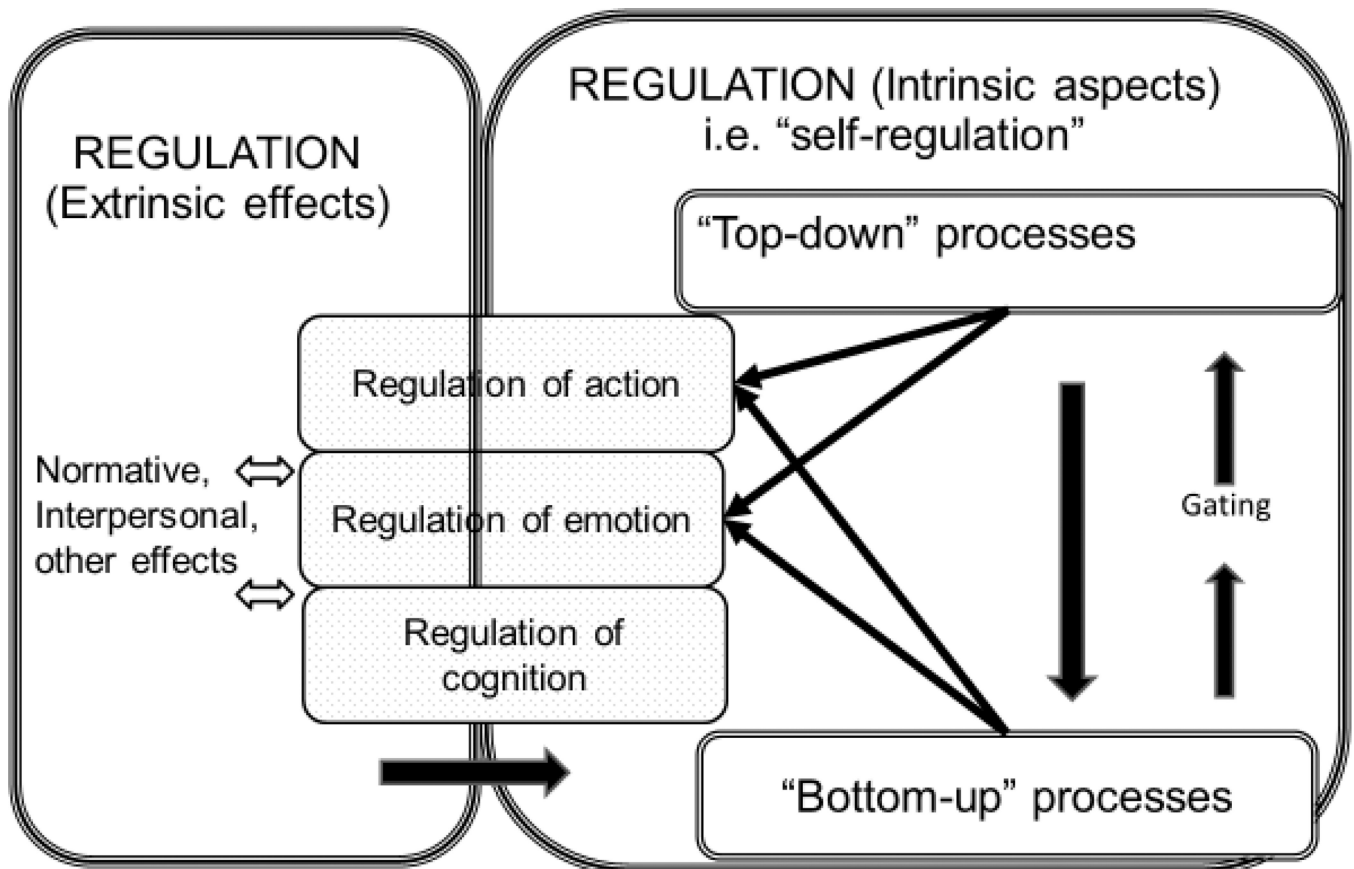 REGULATION
(Extrinsic effects)
REGULATION (Intrinsic aspects)
i.e. “self-regulation”
“Top-down” processes
Regulation of action
Regulation of emotion
Regulation of
cognition
Normative,
Interpersonal,
other effects
Gating
“Bottom-up” processes